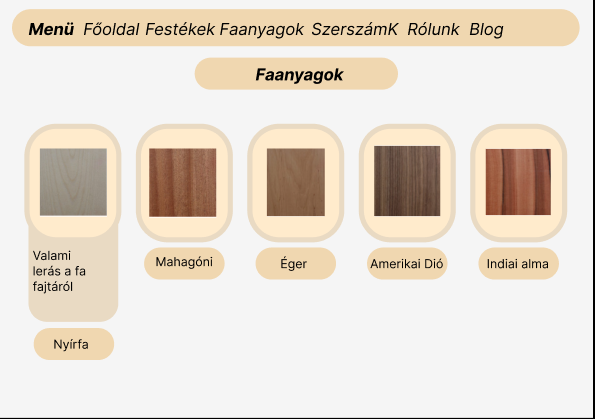 Menü Főoldal Festékek Faanyagok SzerszámK Rólunk Blog
Faanyagok
Valami
lerás a fa
fajtáról
Nyírfa
Mahagóni
Éger
Amerikai Dió
Indiai alma